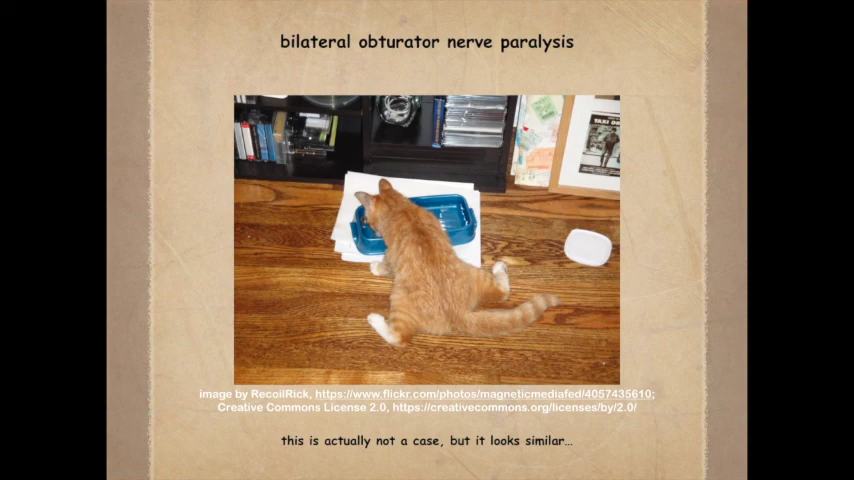 bilateral obturator nerve paralysis
TAXI
image by RecoilRick, https://www.flickr.com/photos/magneticmediafed/4057435610;
Creative Commons License 2.0, https://creativecommons.org/licenses/by/2.0/
this is actually not a case, but it looks similar...